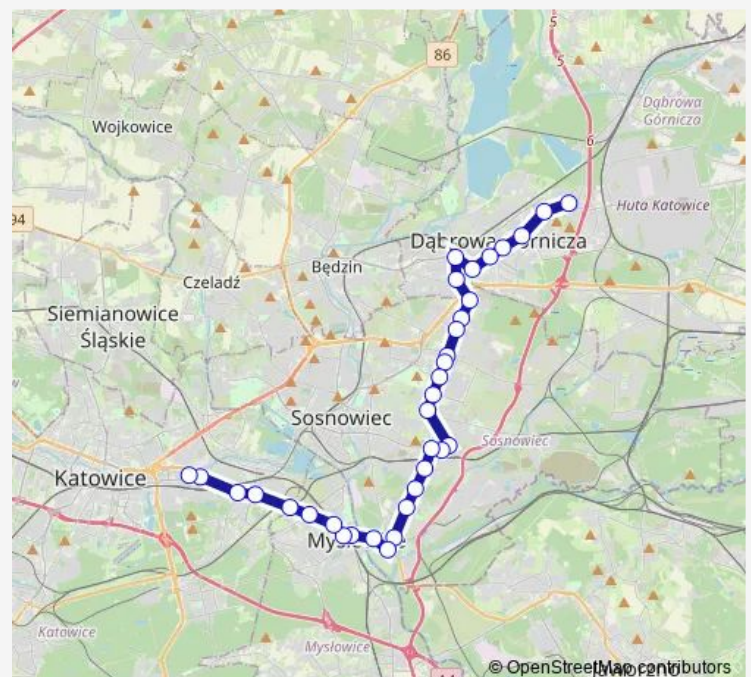 5
86
5
Wojkowice
Dąbrowa
Górnicza
6
Huta Katowice
94
Dąbrowa Górnicza
Będzin
Czeladź
Siemianowice
Śląskie
Sosnowiec
Sosnowiec
Katowice
Katowice
Mysłowice
© OpenStreetMap contributors